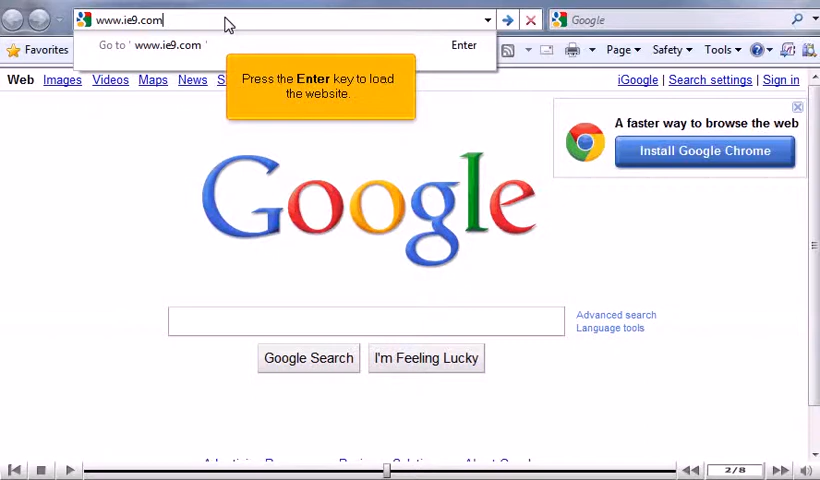 www.ie9.com
Google
Go to ' www.ie9.com '
Enter
Favorites
Page
Safety
Tools
Press the Enter key to load
the website.
Web Images Videos Maps News
iGoogle | Search settings | Sign in
A faster way to browse the web
Install Google Chrome
Google
Advanced search
Language tools
Google Search
I'm Feeling Lucky
2/8